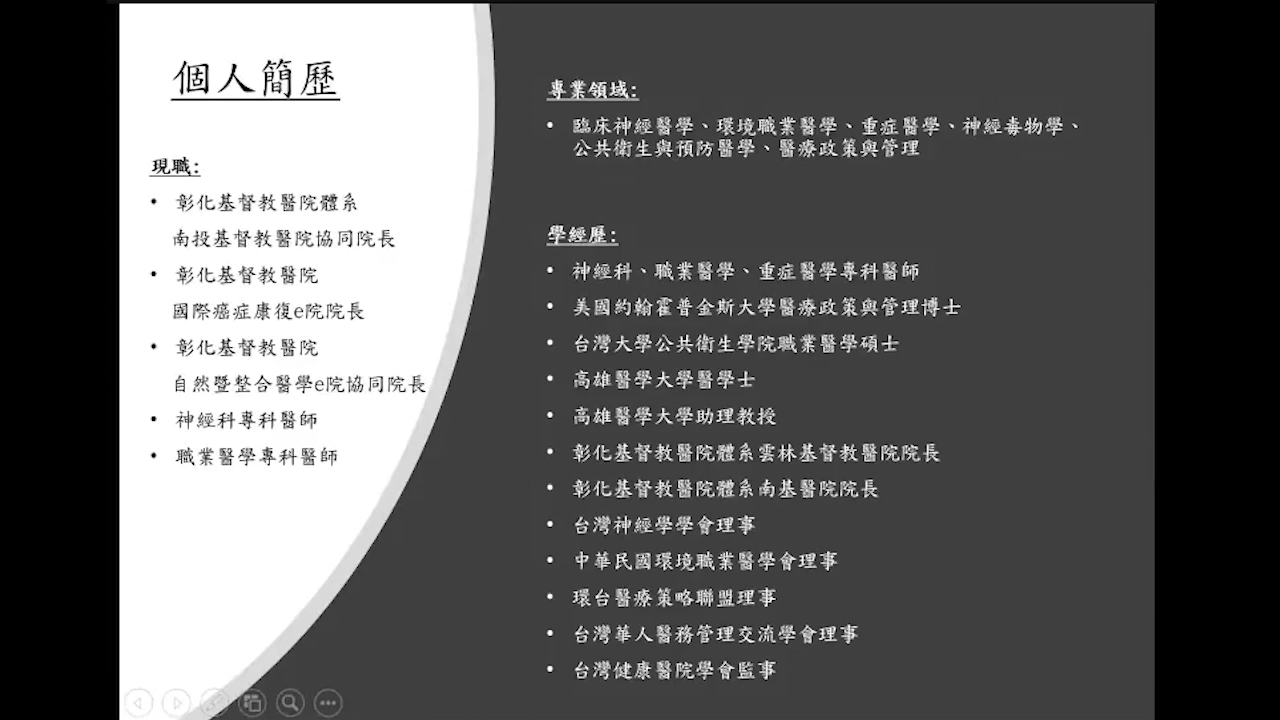 個人簡歷
現職:
• 彰化基督教醫院體系
南投基督教醫院協同院長
• 彰化基督教醫院
國際癌症康復e院院長
• 彰化基督教醫院
自然暨整合醫學e院協同院長
• 神經科專科醫師
• 職業醫學專科醫師
專業領域:
• 臨床神經醫學、環境職業醫學、重症醫學、神經毒物學、
公共衛生與預防醫學、醫療政策與管理
學經歷:
• 神經科、職業醫學、重症醫學專科醫師
• 美國約翰霍普金斯大學醫療政策與管理博士
• 台灣大學公共衛生學院職業醫學碩士
• 高雄醫學大學醫學士
• 高雄醫學大學助理教授
• 彰化基督教醫院體系雲林基督教醫院院長
• 彰化基督教醫院體系南基醫院院長
• 台灣神經學學會理事
• 中華民國環境職業醫學會理事
• 環台醫療策略聯盟理事
• 台灣華人醫務管理交流學會理事
• 台灣健康醫院學會監事